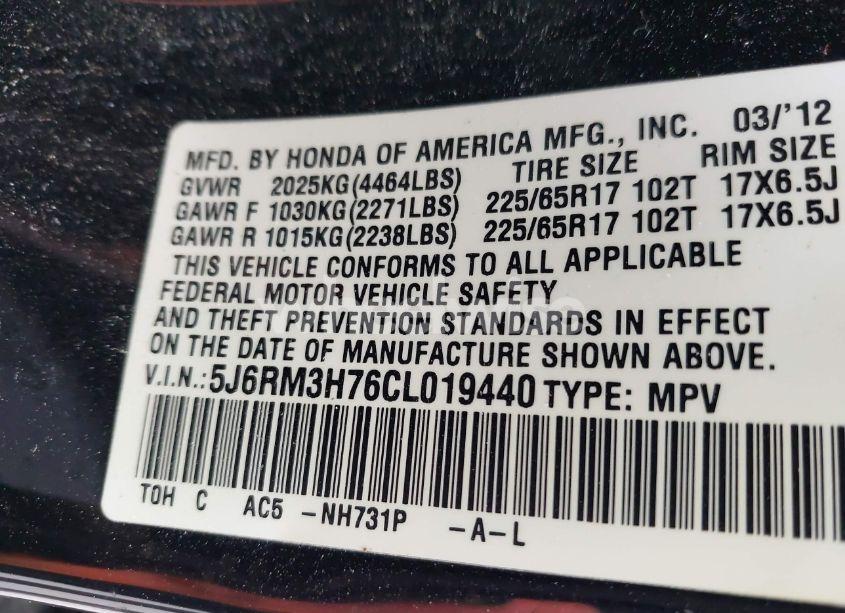 MFD. BY HONDA OF AMERICA MFG., INC. 03/'12
GVWR 2025KG(4464LBS) TIRE SIZE RIM SIZE
GAWR F 1030KG(2271LBS) 225/65R17 102T 17X6.5J
GAWR R 1015KG(2238LBS) 225/65R17 102T 17X6.5J
THIS VEHICLE CONFORMS TO ALL APPLICABLE
FEDERAL MOTOR VEHICLE SAFETY
AND THEFT PREVENTION STANDARDS IN EFFECT
ON THE DATE OF MANUFACTURE SHOWN ABOVE.
V.I.N.: 5J6RM3H76CL019440 TYPE: MPV
TOH C AC5 -NH731P -A-L